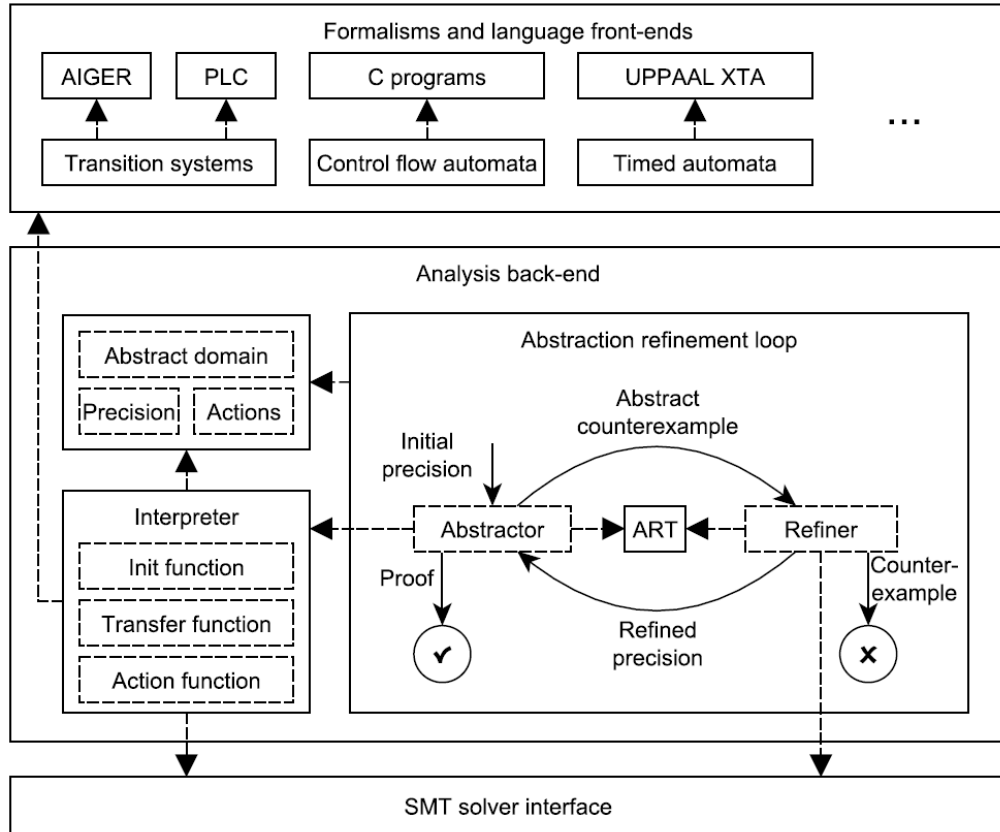 Formalisms and language front-ends
AIGER
PLC
C programs
UPPAAL XTA
...
Transition systems
Control flow automata
Timed automata
Analysis back-end
Abstract domain
Precision
Actions
Interpreter
Init function
Transfer function
Action function
Abstraction refinement loop
Abstract
counterexample
Initial
precision
Abstractor
ART
Refiner
Proof
Counter-
example
Refined
precision
SMT solver interface